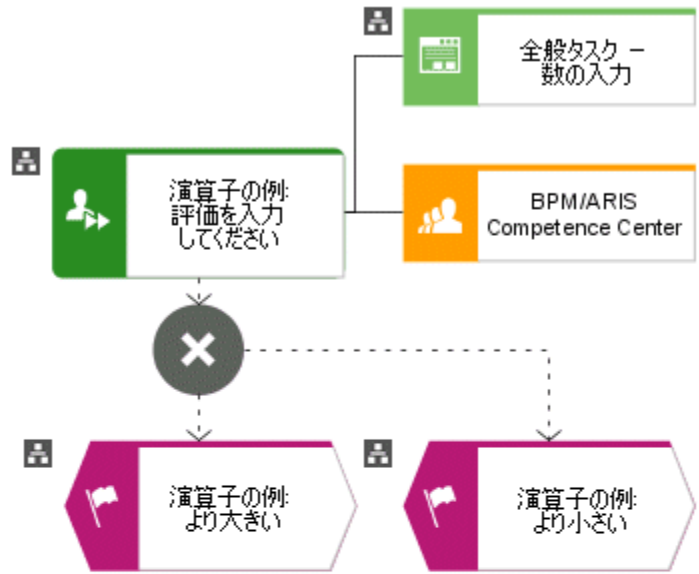 全般タスク －
数の入力
演算子の例:
評価を入力
してください
BPM/ARIS
Competence Center
演算子の例:
より大きい
演算子の例:
より小さい